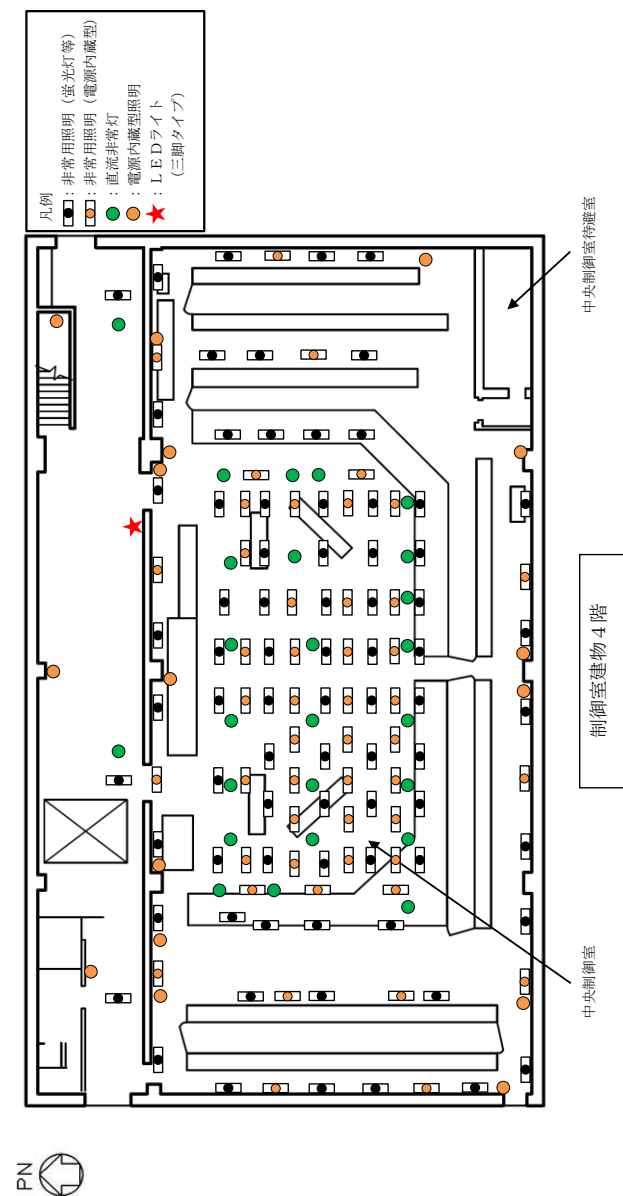 凡例
：非常用照明（蛍光灯等）
：非常用照明（電源内蔵型）
：直流非常灯
：電源内蔵型照明
：ＬＥＤライト
（三脚タイプ）
中央制御室待避室
制御室建物４階
中央制御室
PN